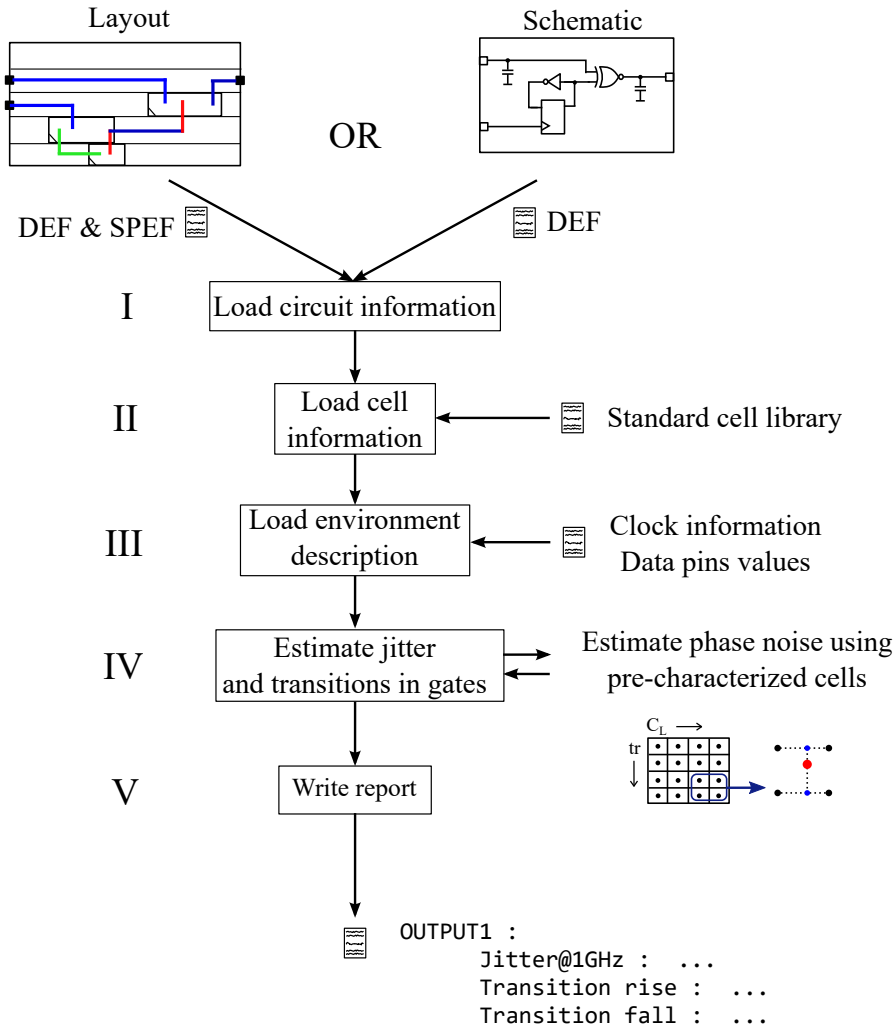 Layout
Schematic
OR
DEF & SPEF
DEF
I
Load circuit information
II
Load cell
information
Standard cell library
III
Load environment
description
Clock information
Data pins values
IV
Estimate jitter
and transitions in gates
Estimate phase noise using
pre-characterized cells
C_L
tr
V
Write report
OUTPUT1 :
Jitter@1GHz : ...
Transition rise : ...
Transition fall : ...